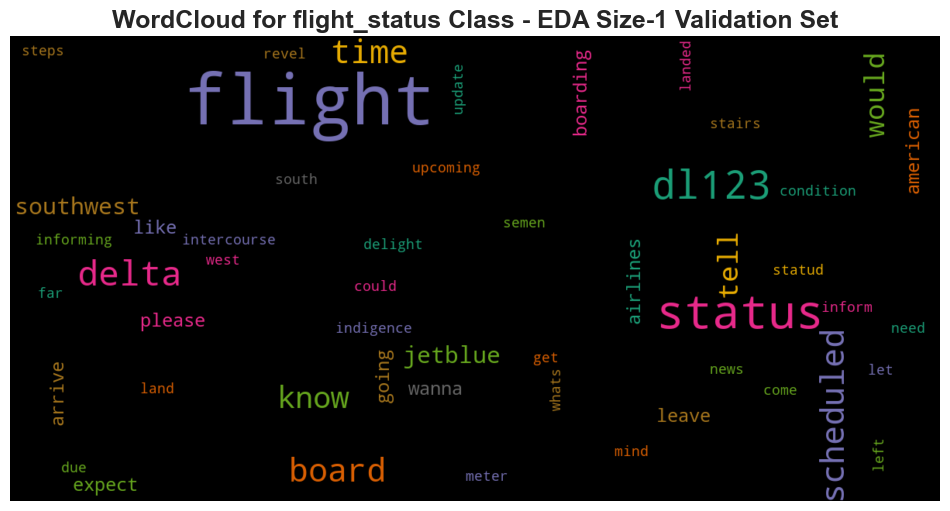 WordCloud for flight_status Class - EDA Size-1 Validation Set
steps
revel
time
flight
update
boarding
landed
would
stairs
american
upcoming
south
dl123
condition
southwest
like
semen
informing
intercourse
delight
west
delta
airlines
tell
statud
far
could
status
inform
please
indigence
need
scheduled
jetblue
going
get
news
let
arrive
land
know
wanna
whats
come
leave
left
mind
board
due
meter
expect